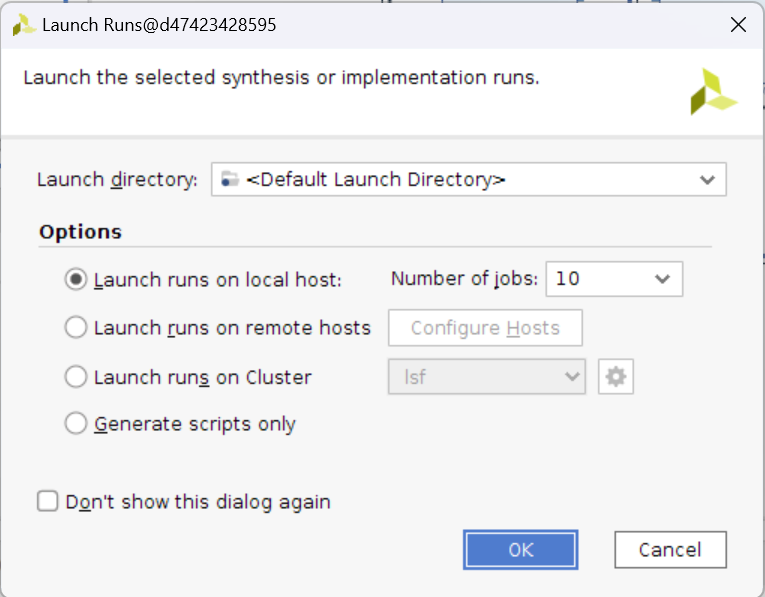 Launch Runs@d47423428595
Launch the selected synthesis or implementation runs.
Launch directory: <Default Launch Directory>
Options
Launch runs on local host: Number of jobs: 10
Launch runs on remote hosts Configure Hosts
Launch runs on Cluster lsf
Generate scripts only
Don't show this dialog again
OK Cancel